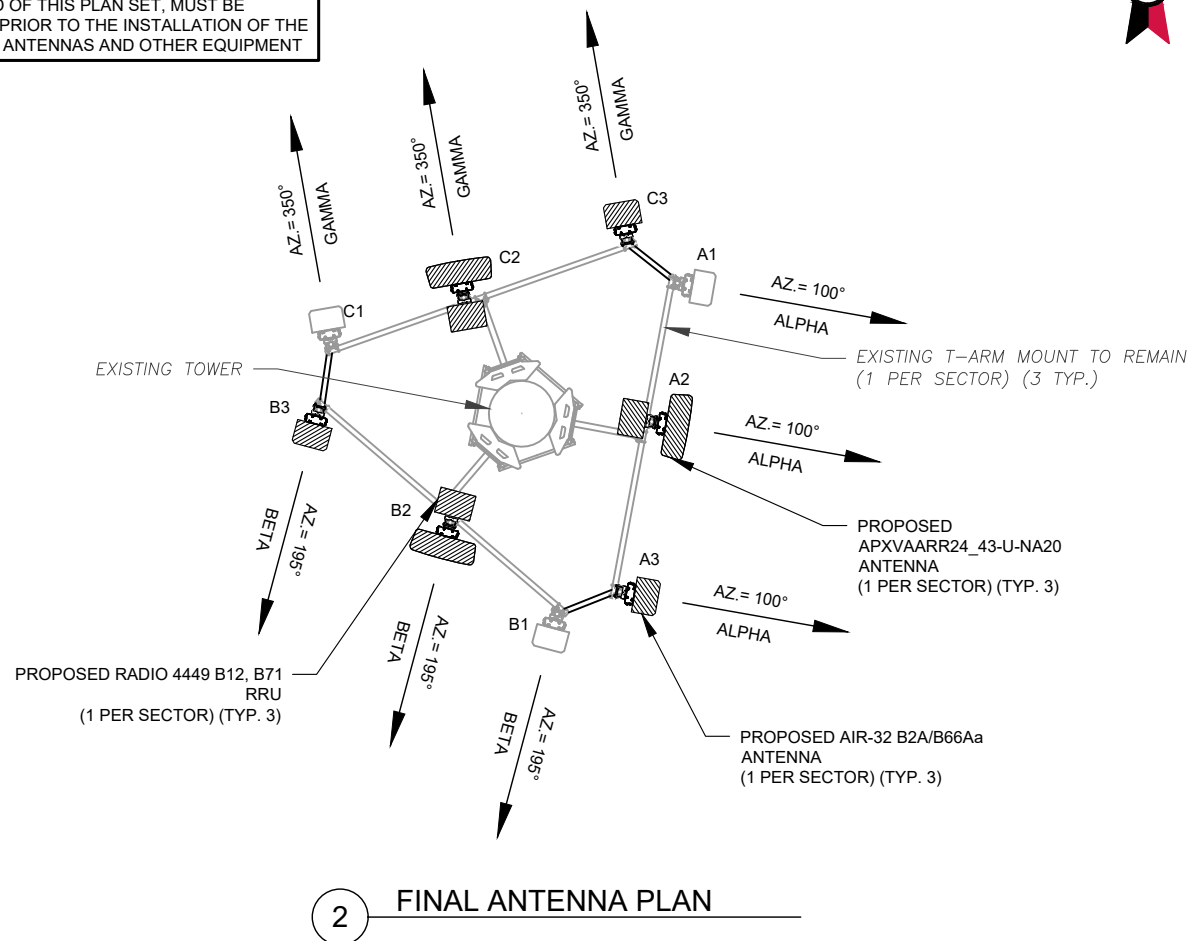 OF THIS PLAN SET, MUST BE
PRIOR TO THE INSTALLATION OF THE
ANTENNAS AND OTHER EQUIPMENT
AZ.= 350°
GAMMA
AZ.= 350°
GAMMA
AZ.= 350°
GAMMA
C3
A1
C2
AZ.= 100°
ALPHA
C1
EXISTING T-ARM MOUNT TO REMAIN
(1 PER SECTOR) (3 TYP.)
EXISTING TOWER
A2
B3
AZ.= 100°
ALPHA
B2
PROPOSED
APXVAARR24_43-U-NA20
ANTENNA
(1 PER SECTOR) (TYP. 3)
AZ.= 195°
BETA
A3
AZ.= 100°
ALPHA
B1
AZ.= 195°
BETA
PROPOSED RADIO 4449 B12, B71
RRU
(1 PER SECTOR) (TYP. 3)
AZ.= 195°
BETA
PROPOSED AIR-32 B2A/B66Aa
ANTENNA
(1 PER SECTOR) (TYP. 3)
2 FINAL ANTENNA PLAN